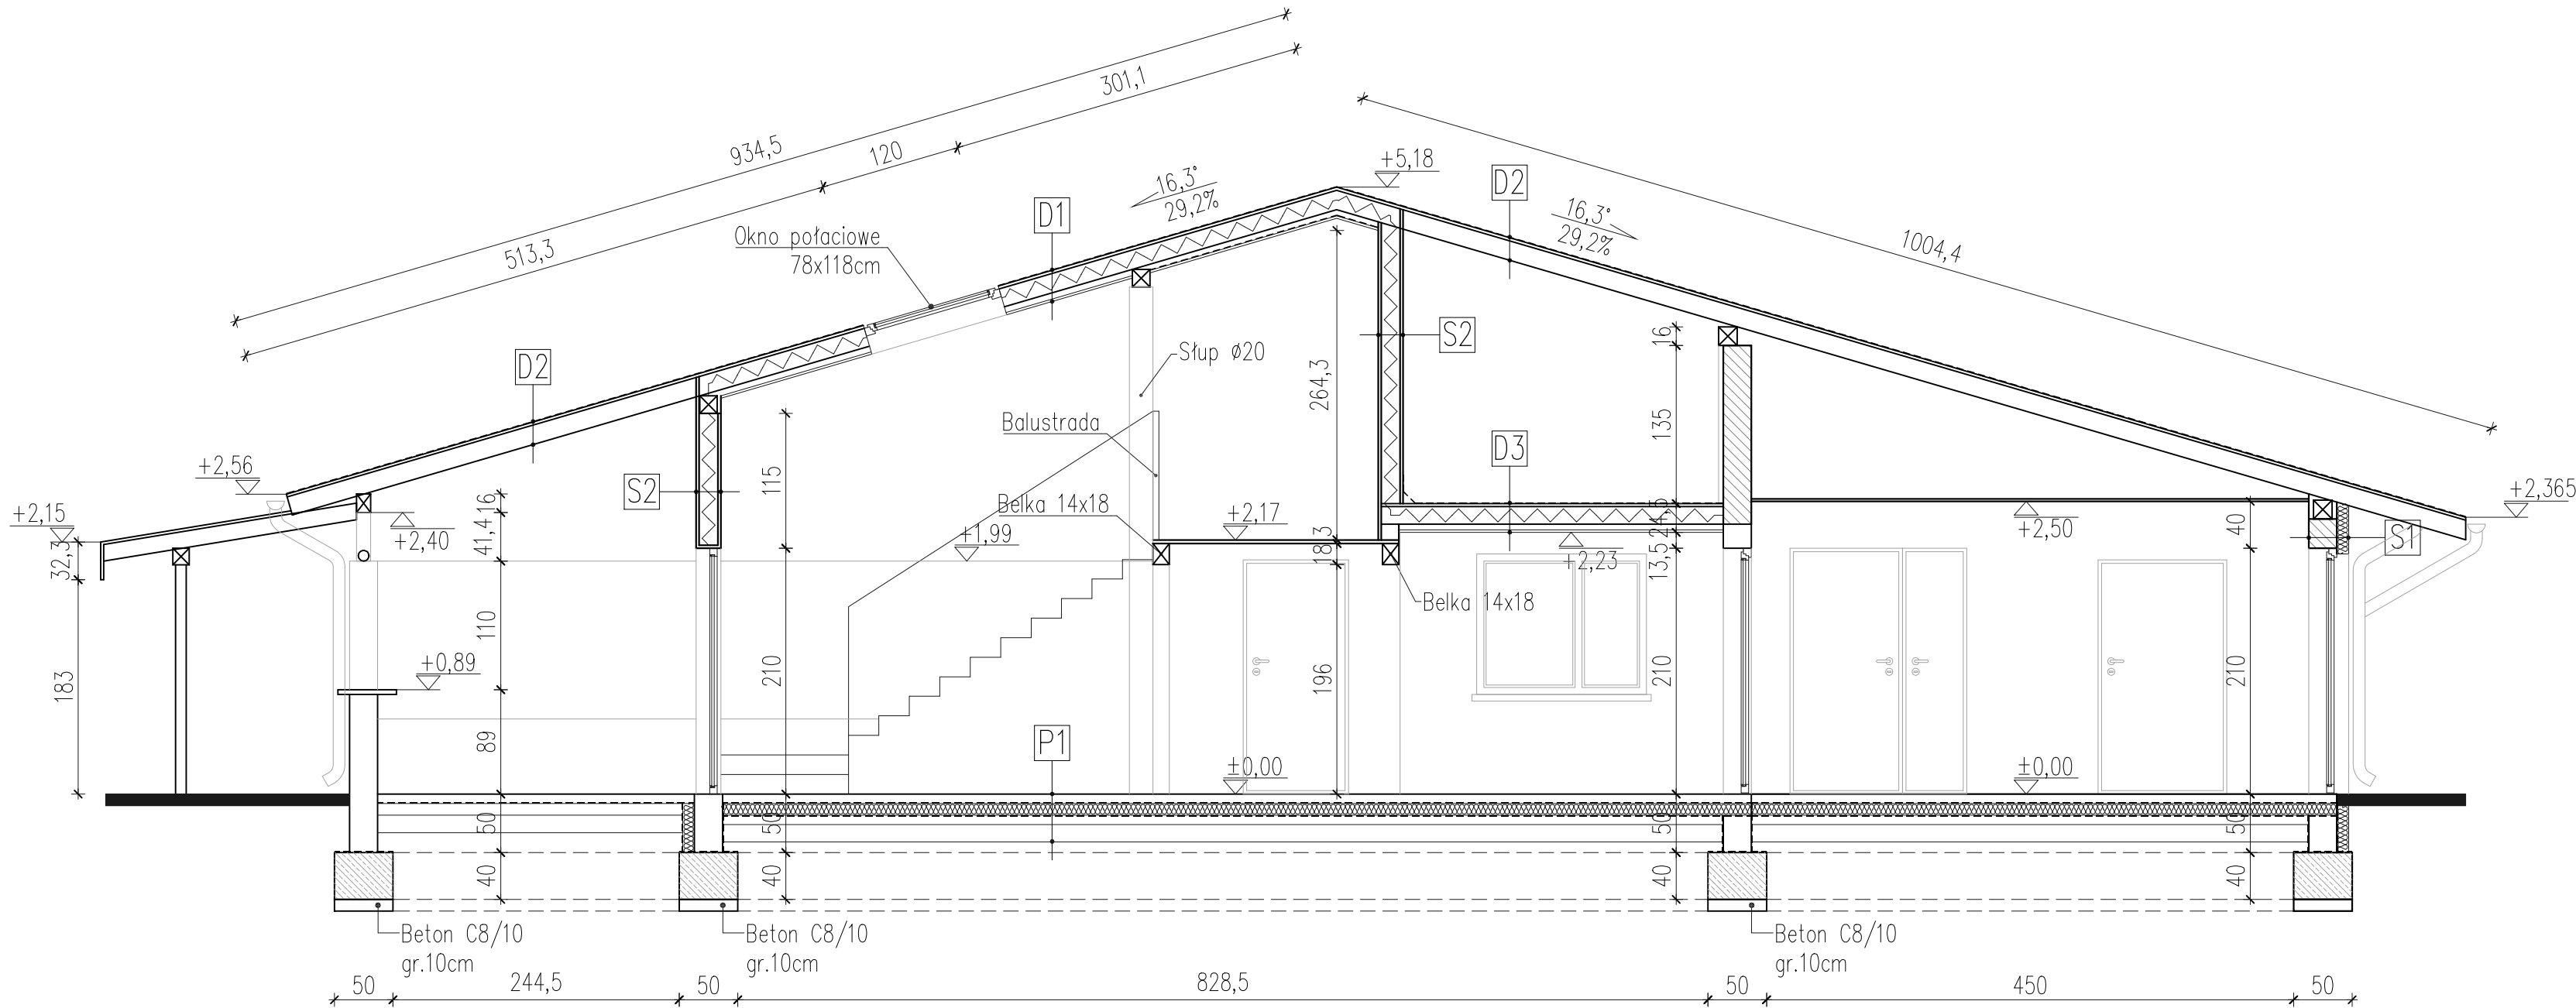 301,1
934,5
120
513,3
1004,4
+5,18
16,3°
29,2%
D2
D1
16,3°
29,2%
Okno połaciowe
78x118cm
D2
S2
16
Słup ø20
264,3
135
Balustrada
D3
115
+2,56
S2
16
Belka 14x18
+2,17
24,5
+2,50
40
+2,365
+2,15
+2,40
41,4
+1,99
3
18
+2,23
13,5
S1
32,3
Belka 14x18
110
+0,89
183
210
196
210
210
89
P1
±0,00
±0,00
50
50
50
50
40
40
40
40
Beton C8/10
gr.10cm
Beton C8/10
gr.10cm
Beton C8/10
gr.10cm
50
244,5
50
828,5
50
450
50